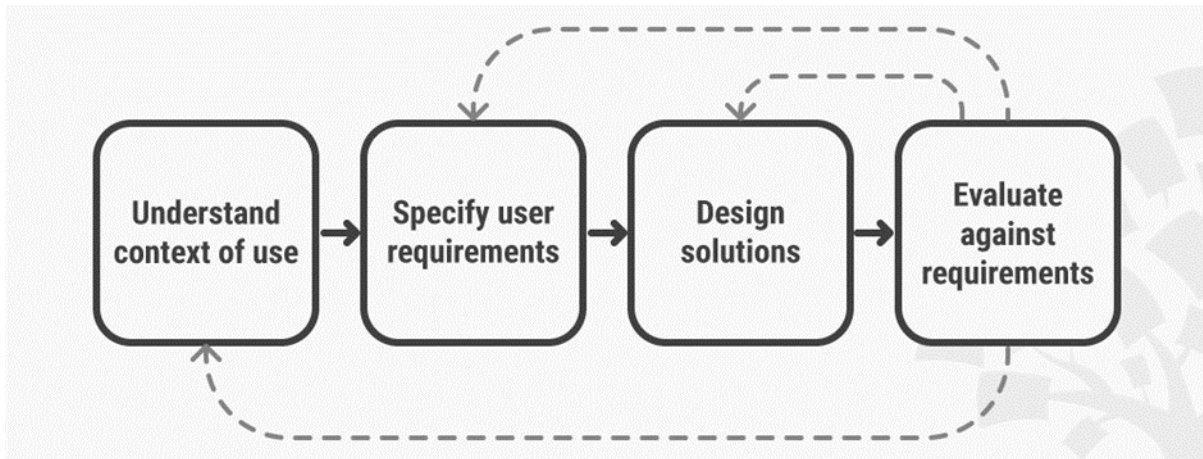 Understand
context of use
Specify user
requirements
Design
solutions
Evaluate
against
requirements